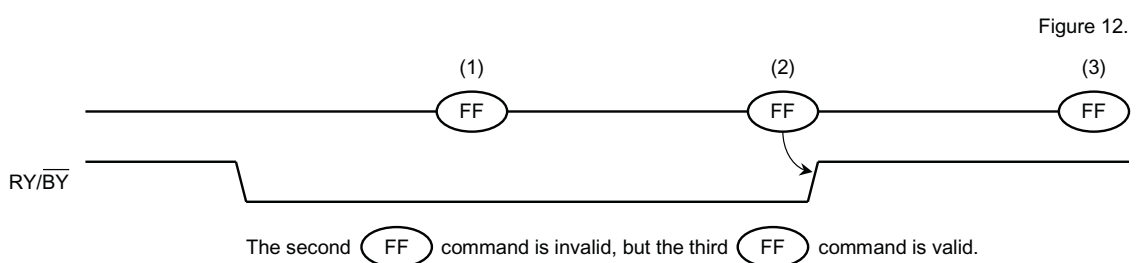 Figure 12.
(1) (2) (3)
FF FF FF
RY/BY
The second FF command is invalid, but the third FF command is valid.